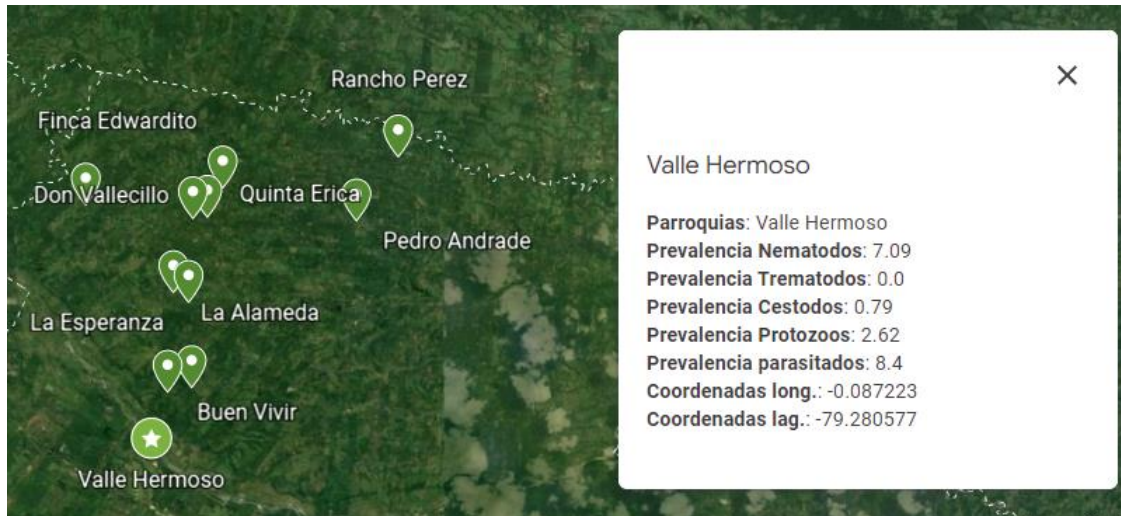 Rancho Perez
Finca Edwardito
Don Vallecillo
Quinta Erica
Pedro Andrade
La Esperanza
La Alameda
Buen Vivir
Valle Hermoso
Valle Hermoso
Parroquias: Valle Hermoso
Prevalencia Nematodos: 7.09
Prevalencia Trematodos: 0.0
Prevalencia Cestodos: 0.79
Prevalencia Protozoos: 2.62
Prevalencia parasitados: 8.4
Coordenadas long.: -0.087223
Coordenadas lag.: -79.280577